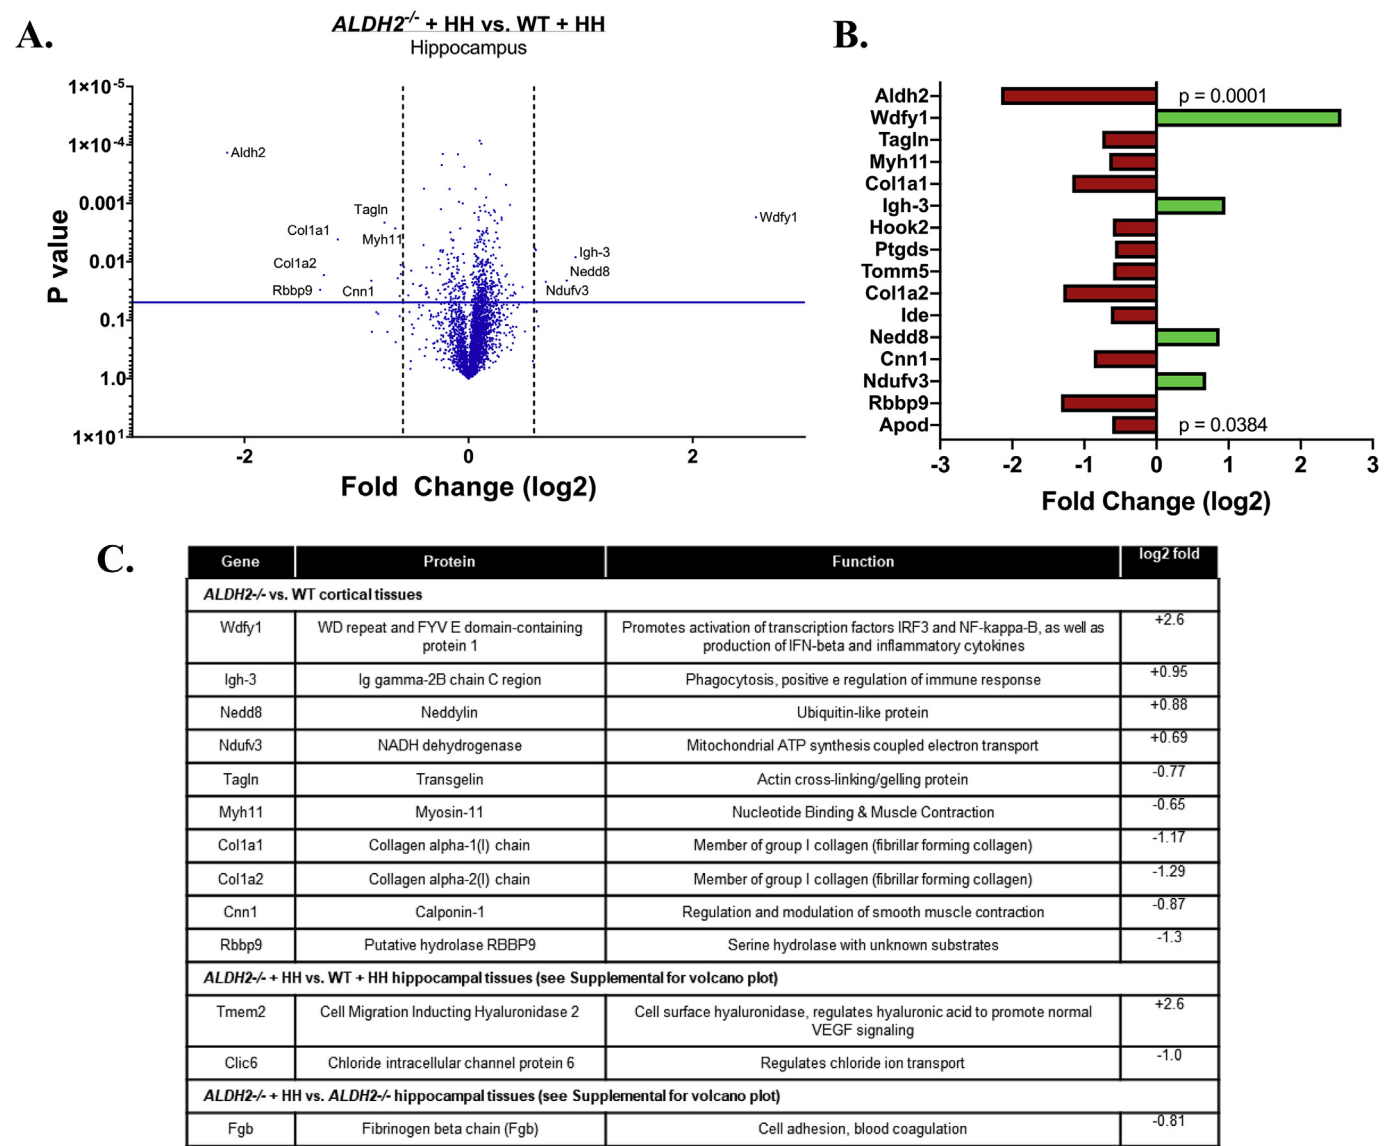 A.
ALDH2-/- + HH vs. WT + HH
Hippocampus
1×10-5
1×10-4
0.001
0.01
0.1
1.0
1×101
P value
Aldh2
Tagln
Col1a1
Myh11
Col1a2
Rbbp9
Cnn1
Wdfy1
Igh-3
Nedd8
Ndufv3
-2
0
2
Fold Change (log2)
B.
Aldh2
p = 0.0001
Wdfy1
Tagln
Myh11
Col1a1
Igh-3
Hook2
Ptgds
Tomm5
Col1a2
Ide
Nedd8
Cnn1
Ndufv3
Rbbp9
Apod
p = 0.0384
-3 -2 -1 0 1 2 3
Fold Change (log2)
C.
Gene Protein Function log2 fold
ALDH2-/- vs. WT cortical tissues
Wdfy1 WD repeat and FYV E domain-containing protein 1 Promotes activation of transcription factors IRF3 and NF-kappa-B, as well as production of IFN-beta and inflammatory cytokines +2.6
Igh-3 Ig gamma-2B chain C region Phagocytosis, positive e regulation of immune response +0.95
Nedd8 Neddylin Ubiquitin-like protein +0.88
Ndufv3 NADH dehydrogenase Mitochondrial ATP synthesis coupled electron transport +0.69
Tagln Transgelin Actin cross-linking/gelling protein -0.77
Myh11 Myosin-11 Nucleotide Binding & Muscle Contraction -0.65
Col1a1 Collagen alpha-1(I) chain Member of group I collagen (fibrillar forming collagen) -1.17
Col1a2 Collagen alpha-2(I) chain Member of group I collagen (fibrillar forming collagen) -1.29
Cnn1 Calponin-1 Regulation and modulation of smooth muscle contraction -0.87
Rbbp9 Putative hydrolase RBBP9 Serine hydrolase with unknown substrates -1.3
ALDH2-/- + HH vs. WT + HH hippocampal tissues (see Supplemental for volcano plot)
Tmem2 Cell Migration Inducting Hyaluronidase 2 Cell surface hyaluronidase, regulates hyaluronic acid to promote normal VEGF signaling +2.6
Clic6 Chloride intracellular channel protein 6 Regulates chloride ion transport -1.0
ALDH2-/- + HH vs. ALDH2-/- hippocampal tissues (see Supplemental for volcano plot)
Fgb Fibrinogen beta chain (Fgb) Cell adhesion, blood coagulation -0.81